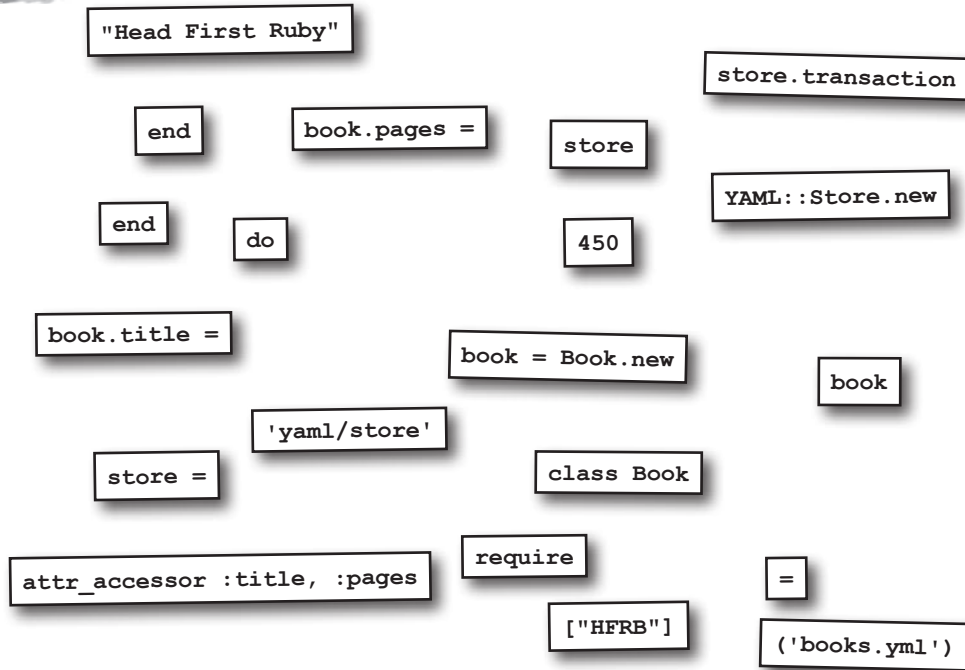 "Head First Ruby"
store.transaction
end
book.pages =
store
YAML::Store.new
end
do
450
book.title =
book = Book.new
book
'yaml/store'
store =
class Book
attr_accessor :title, :pages
require
=
["HFRB"]
('books.yml')